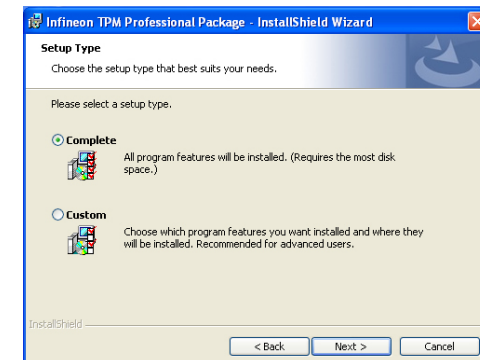 Infineon TPM Professional Package - InstallShield Wizard
Setup Type
Choose the setup type that best suits your needs.
Please select a setup type.
Complete
All program features will be installed. (Requires the most disk
space.)
Custom
Choose which program features you want installed and where they
will be installed. Recommended for advanced users.
InstallShield
< Back
Next >
Cancel